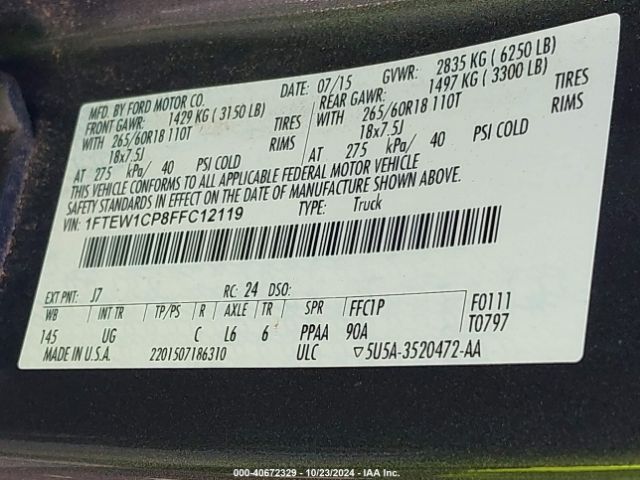 MFD. BY FORD MOTOR CO. DATE: 07/15 GVWR: 2835 KG ( 6250 LB)
FRONT GAWR: 1429 KG ( 3150 LB) REAR GAWR: 1497 KG ( 3300 LB)
WITH 265/60R18 110T TIRES WITH 265/60R18 110T TIRES
18x7.5J RIMS 18x7.5J RIMS
AT 275 kPa/ 40 PSI COLD AT 275 kPa/ 40 PSI COLD
THIS VEHICLE CONFORMS TO ALL APPLICABLE FEDERAL MOTOR VEHICLE
SAFETY STANDARDS IN EFFECT ON THE DATE OF MANUFACTURE SHOWN ABOVE.
VIN: 1FTEW1CP8FFC12119 TYPE: Truck
EXT PNT: J7 RC: 24 DSO:
WB INT TR TP/PS R AXLE TR SPR FFC1P F0111
145 UG C L6 6 PPAA 90A T0797
MADE IN U.S.A. 2201507186310 ULC ▽5U5A-3520472-AA
000-40672329 - 10/23/2024 - IAA Inc.